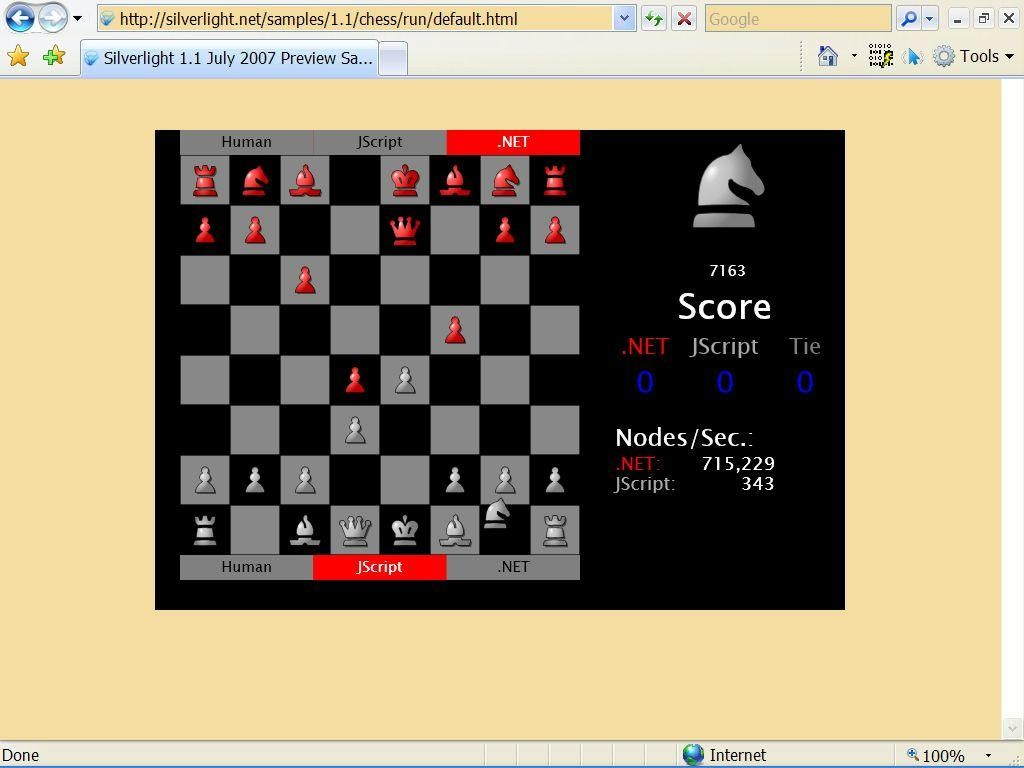 http://silverlight.net/samples/1.1/chess/run/default.html
Google
Silverlight 1.1 July 2007 Preview Sa...
Tools
Human JScript .NET
7163
Score
.NET JScript Tie
0 0 0
Nodes/Sec.:
.NET: 715,229
JScript: 343
Human JScript .NET
Done
Internet
100%